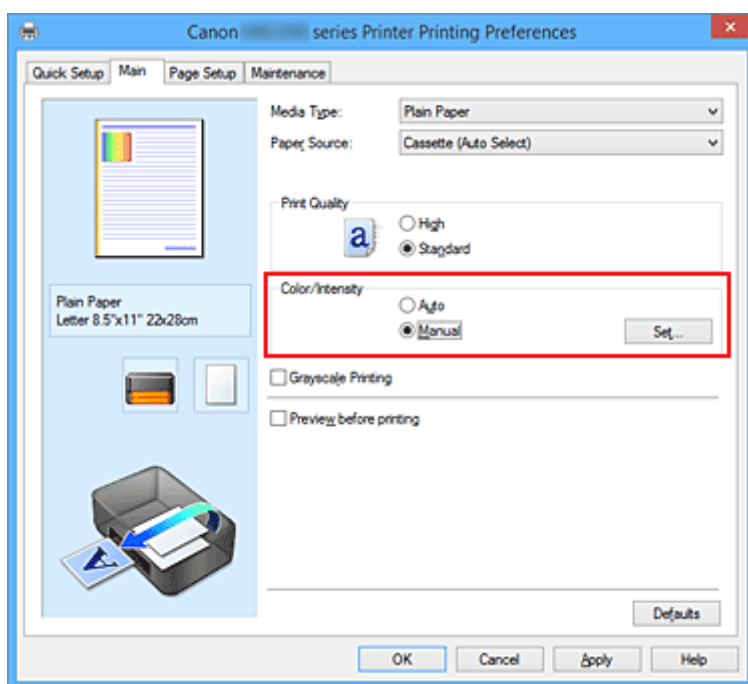 Canon series Printer Printing Preferences
Quick Setup Main Page Setup Maintenance
Media Type: Plain Paper
Paper Source: Cassette (Auto Select)
Print Quality
a
High
Standard
Color/Intensity
Auto
Manual
Set...
Plain Paper
Letter 8.5"x11" 22x28cm
Grayscale Printing
Preview before printing
A
Defaults
OK Cancel Apply Help